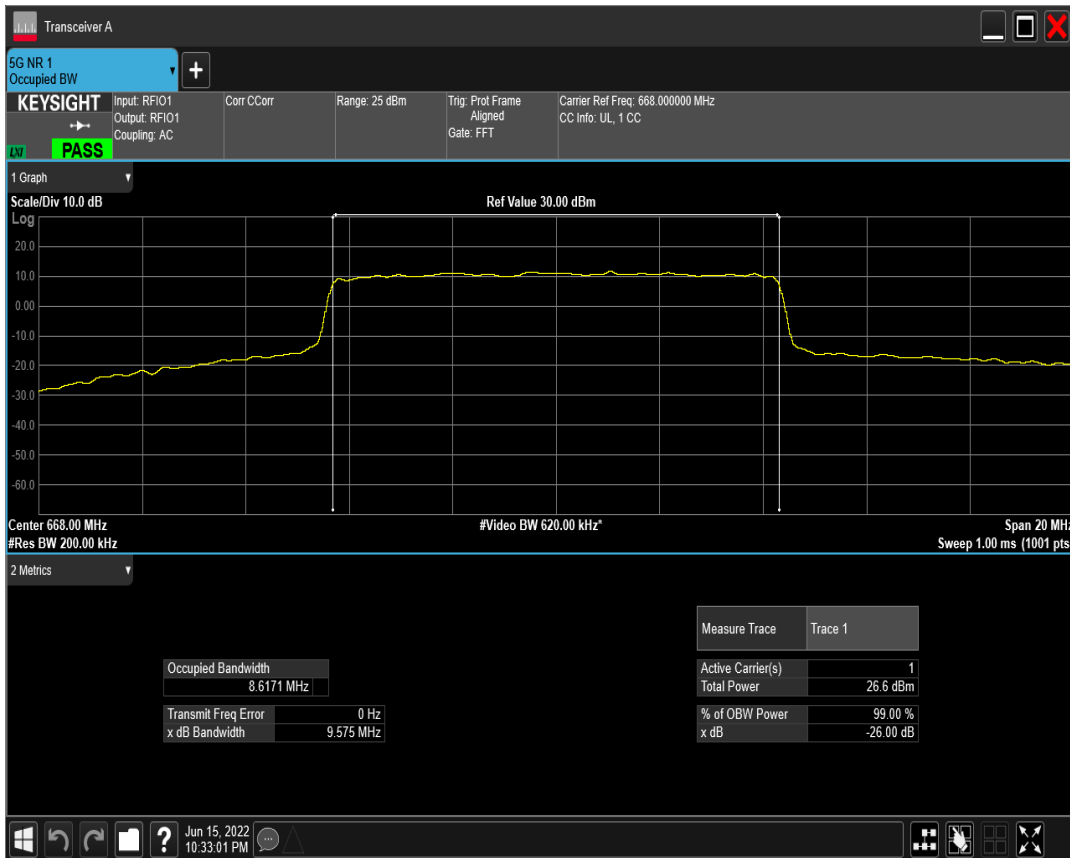 Transceiver A
5G NR 1
Occupied BW
KEYSIGHT
LXI
PASS
Input: RFIO1
Output: RFIO1
Coupling: AC
Corr CCorr
Range: 25 dBm
Trig: Prot Frame
Aligned
Gate: FFT
Carrier Ref Freq: 668.000000 MHz
CC Info: UL, 1 CC
1 Graph
Scale/Div 10.0 dB
Ref Value 30.00 dBm
Log
20.0
10.0
0.00
-10.0
-20.0
-30.0
-40.0
-50.0
-60.0
Center 668.00 MHz
#Video BW 620.00 kHz*
Span 20 MHz
#Res BW 200.00 kHz
Sweep 1.00 ms (1001 pts
2 Metrics
Measure Trace Trace 1
Occupied Bandwidth
8.6171 MHz
Active Carrier(s) 1
Total Power 26.6 dBm
Transmit Freq Error 0 Hz
x dB Bandwidth 9.575 MHz
% of OBW Power 99.00 %
x dB -26.00 dB
?
Jun 15, 2022
10:33:01 PM